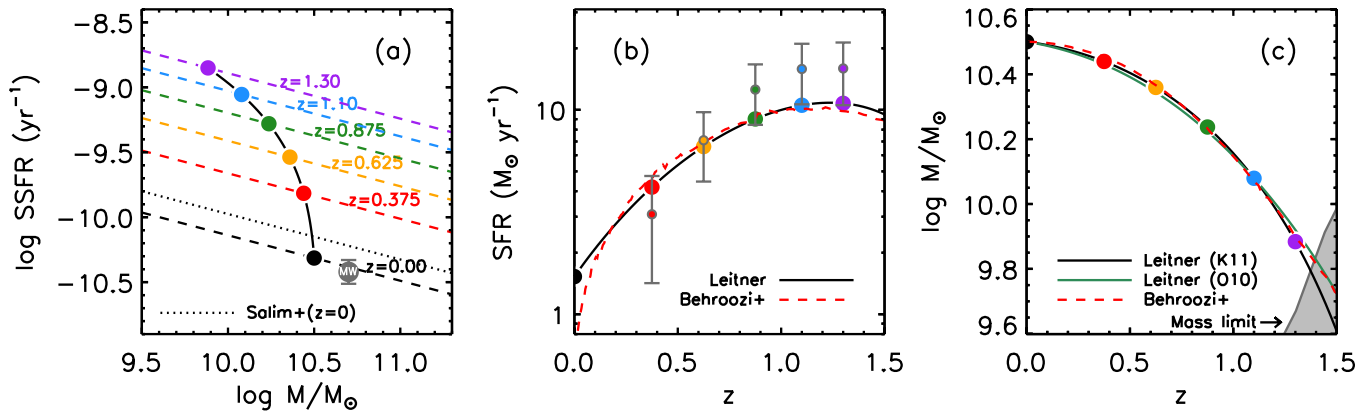 (a)
log SSFR (yr⁻¹)
−8.5
−9.0
−9.5
−10.0
−10.5
z=1.30
z=1.10
z=0.875
z=0.625
z=0.375
z=0.00
MW
Salim+(z=0)
9.5 10.0 10.5 11.0
log M/M⊙
(b)
SFR (M⊙ yr⁻¹)
10
1
Leitner
Behroozi+
0.0 0.5 1.0 1.5
z
(c)
log M/M⊙
10.6
10.4
10.2
10.0
9.8
9.6
Leitner (K11)
Leitner (O10)
Behroozi+
Mass limit→
0.0 0.5 1.0 1.5
z